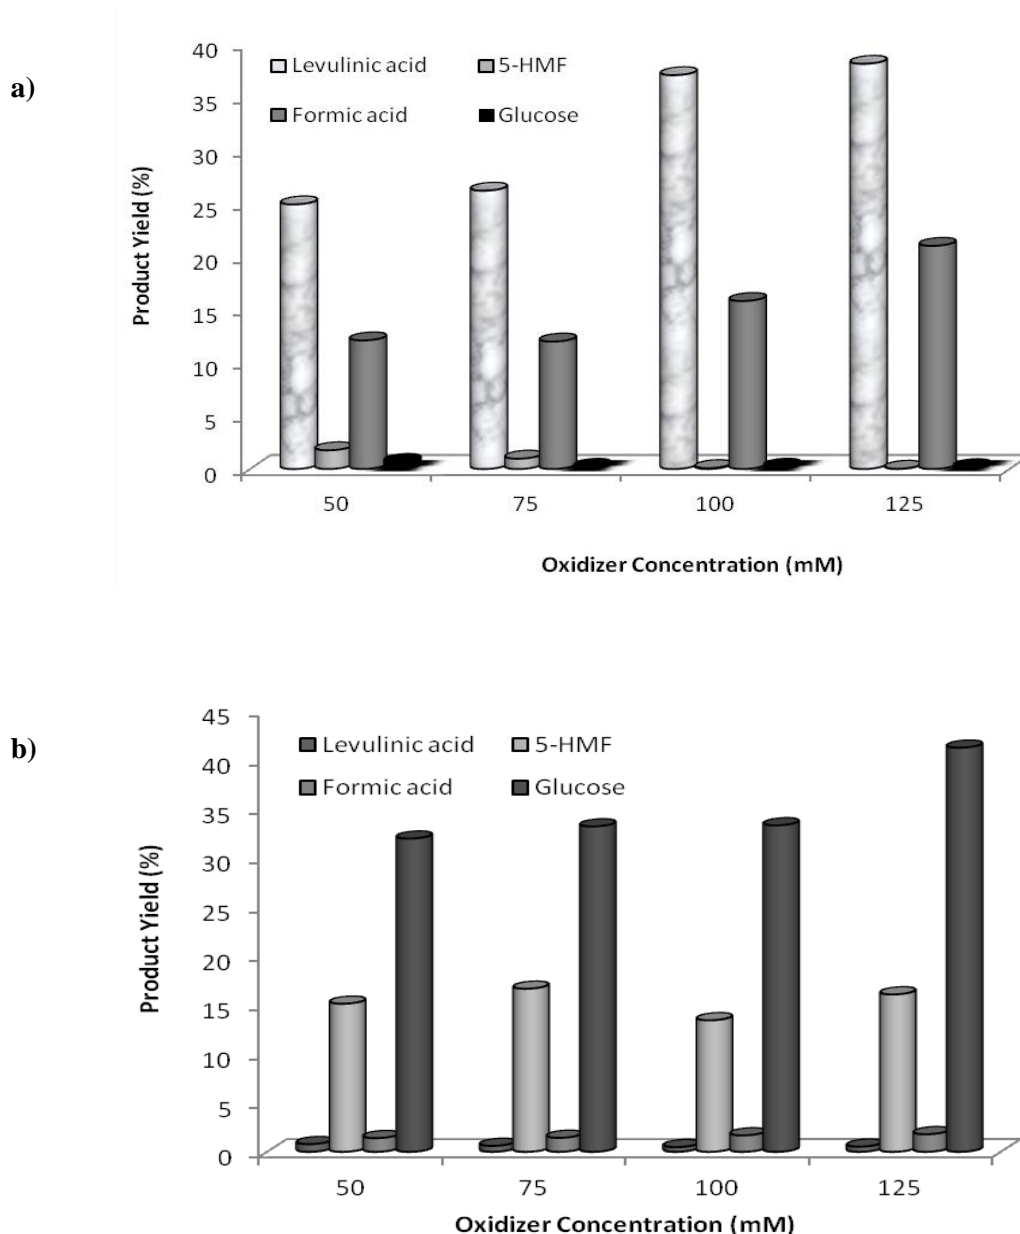 a)
Product Yield (%)
40
35
30
25
20
15
10
5
0
Levulinic acid 5-HMF
Formic acid Glucose
50 75 100 125
Oxidizer Concentration (mM)
b)
Product Yield (%)
45
40
35
30
25
20
15
10
5
0
Levulinic acid 5-HMF
Formic acid Glucose
50 75 100 125
Oxidizer Concentration (mM)